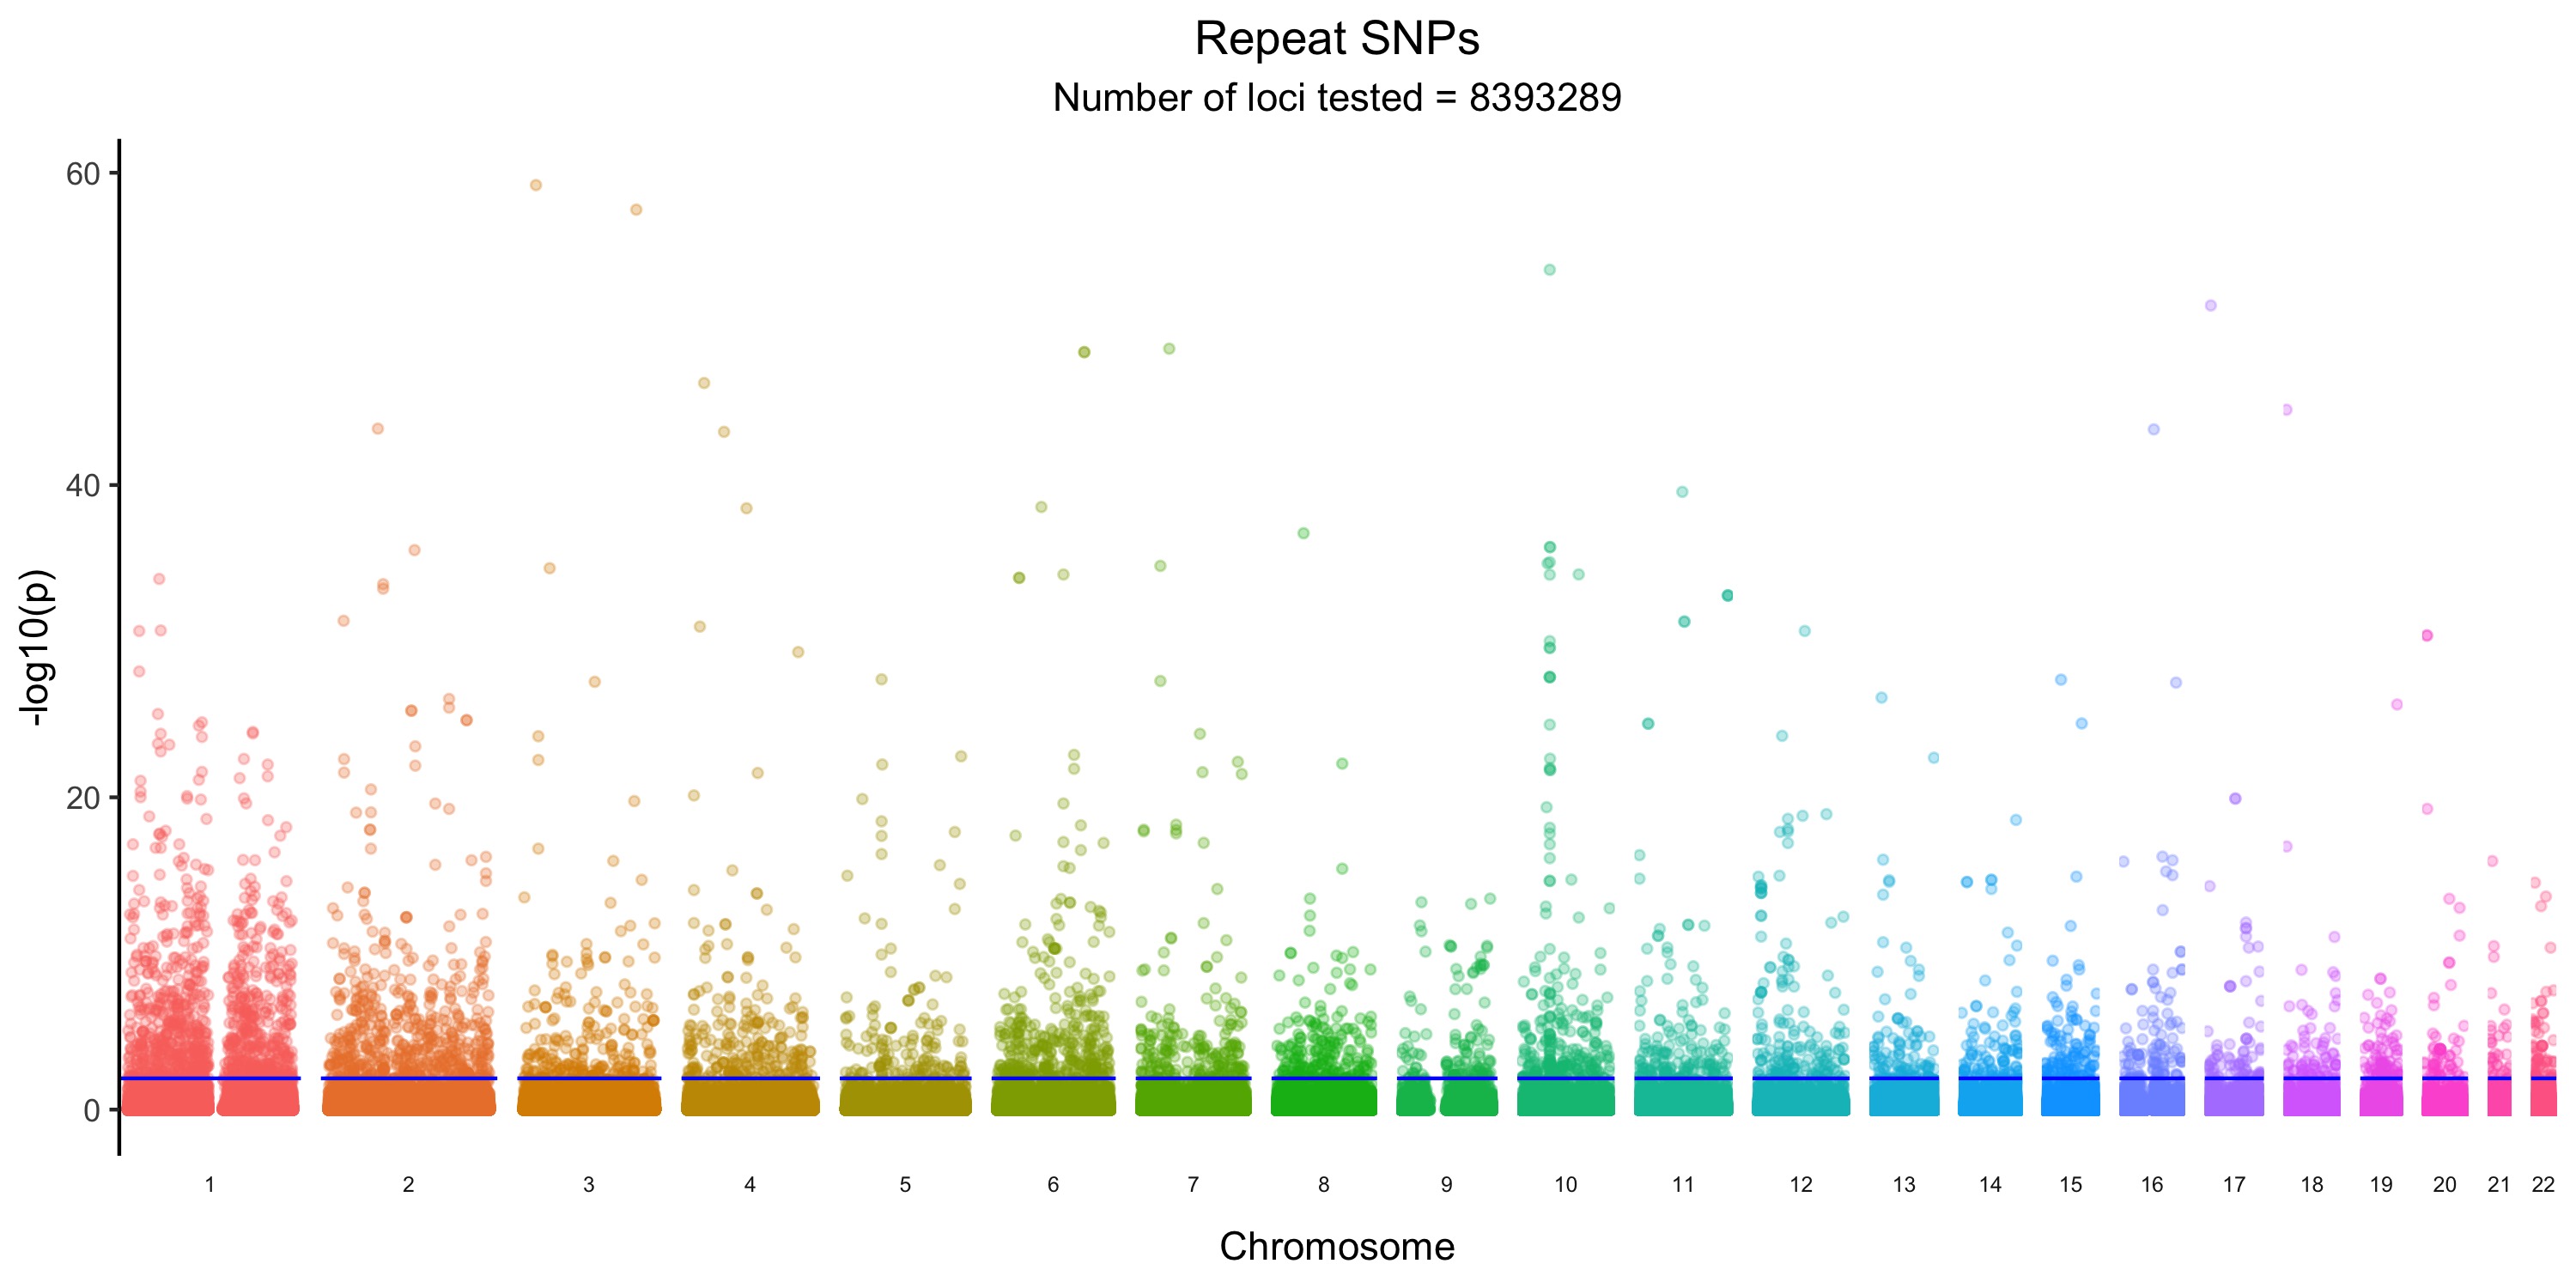 Repeat SNPs
Number of loci tested = 8393289
60
40
20
0
-log10(p)
1 2 3 4 5 6 7 8 9 10 11 12 13 14 15 16 17 18 19 20 21 22
Chromosome